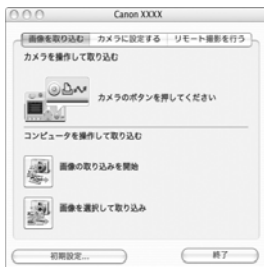 Canon XXXX
画像を取り込む カメラに設定する リモート撮影を行う
カメラを操作して取り込む
カメラのボタンを押してください
コンピュータを操作して取り込む
画像の取り込みを開始
画像を選択して取り込み
初期設定... 終了